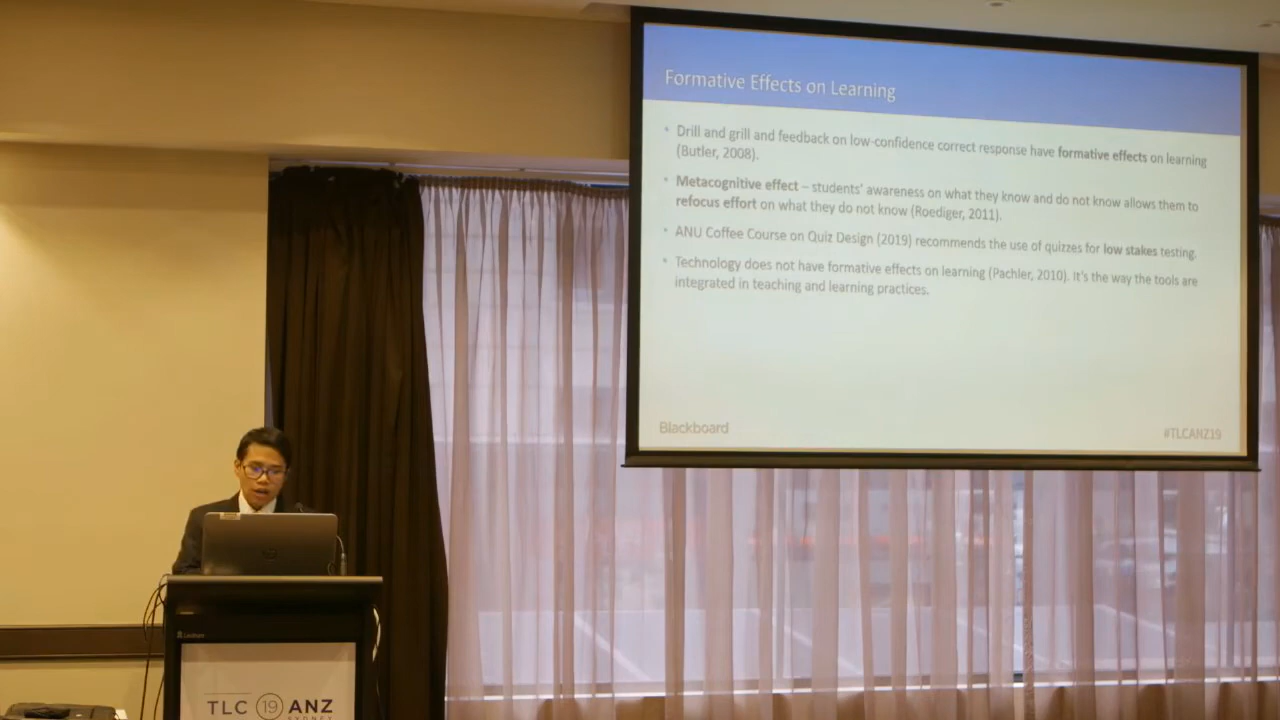 Formative Effects on Learning
• Drill and grill and feedback on low-confidence correct response have formative effects on learning
(Butler, 2008).
• Metacognitive effect – students' awareness on what they know and do not know allows them to
refocus effort on what they do not know (Roediger, 2011).
• ANU Coffee Course on Quiz Design (2019) recommends the use of quizzes for low stakes testing.
• Technology does not have formative effects on learning (Pachler, 2010). It's the way the tools are
integrated in teaching and learning practices.
Blackboard
#TLCANZ19
TLC 19 ANZ
SYDNEY